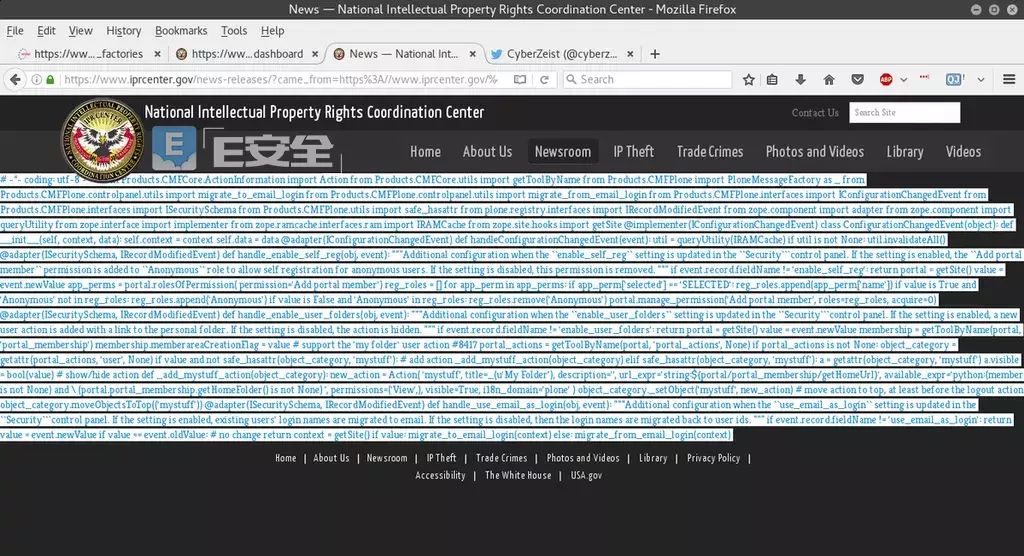 News — National Intellectual Property Rights Coordination Center - Mozilla Firefox
File Edit View History Bookmarks Tools Help
https://ww... _factories
https://ww...dashboard
News — National Int...
CyberZeist (@cyberz...
https://www.iprcenter.gov/news-releases/?came_from=https%3A//www.iprcenter.gov/%
Search
ABP
National Intellectual Property Rights Coordination Center
Contact Us
Search Site
E
E安全
Home About Us Newsroom IP Theft Trade Crimes Photos and Videos Library Videos
# -*- coding: utf-8 Products.CMFCore.ActionInformation import Action from Products.CMFCore.utils import getToolByName from Products.CMFPlone import PloneMessageFactory as _ from
Products.CMFPlone.controlpanel.utils import migrate_to_email_login from Products.CMFPlone.controlpanel.utils import migrate_from_email_login from Products.CMFPlone.interfaces import IConfigurationChangedEvent from
Products.CMFPlone.interfaces import ISecuritySchema from Products.CMFPlone.utils import safe_hasattr from plone.registry.interfaces import IRecordModifiedEvent from zope.component import adapter from zope.component import
queryUtility from zope.interface import implementer from zope.ramcache.interfaces.ram import IRAMCache from zope.site.hooks import getSite @implementer(IConfigurationChangedEvent) class ConfigurationChangedEvent(object): def
__init__(self, context, data): self.context = context self.data = data @adapter(IConfigurationChangedEvent) def handleConfigurationChangedEvent(event): util = queryUtility(IRAMCache) if util is not None: util.invalidateAll()
@adapter(ISecuritySchema, IRecordModifiedEvent) def handle_enable_self_reg(obj, event): """Additional configuration when the ``enable_self_reg`` setting is updated in the ``Security```control panel. If the setting is enabled, the ``Add portal
member`` permission is added to ``Anonymous`` role to allow self registration for anonymous users. If the setting is disabled, this permission is removed. """ if event.record.fieldName != 'enable_self_reg': return portal = getSite() value =
event.newValue app_perms = portal.rolesOfPermission( permission='Add portal member') reg_roles = [] for app_perm in app_perms: if app_perm['selected'] == 'SELECTED': reg_roles.append(app_perm['name']) if value is True and
'Anonymous' not in reg_roles: reg_roles.append('Anonymous') if value is False and 'Anonymous' in reg_roles: reg_roles.remove('Anonymous') portal.manage_permission('Add portal member', roles=reg_roles, acquire=0)
@adapter(ISecuritySchema, IRecordModifiedEvent) def handle_enable_user_folders(obj, event): """Additional configuration when the ``enable_user_folders`` setting is updated in the ``Security```control panel. If the setting is enabled, a new
user action is added with a link to the personal folder. If the setting is disabled, the action is hidden. """ if event.record.fieldName != 'enable_user_folders': return portal = getSite() value = event.newValue membership = getToolByName(portal,
'portal_membership') membership.memberareaCreationFlag = value # support the 'my folder' user action #8417 portal_actions = getToolByName(portal, 'portal_actions', None) if portal_actions is not None: object_category =
getattr(portal_actions, 'user', None) if value and not safe_hasattr(object_category, 'mystuff'): # add action _add_mystuff_action(object_category) elif safe_hasattr(object_category, 'mystuff'): a = getattr(object_category, 'mystuff') a.visible
= bool(value) # show/hide action def _add_mystuff_action(object_category): new_action = Action( 'mystuff', title=_(u'My Folder'), description='', url_expr='string:${portal/portal_membership/getHomeUrl}', available_expr='python:(member
is not None) and \ (portal.portal_membership.getHomeFolder() is not None) ', permissions=('View',), visible=True, i18n_domain='plone' ) object_category._setObject('mystuff', new_action) # move action to top, at least before the logout action
object_category.moveObjectsToTop(('mystuff')) @adapter(ISecuritySchema, IRecordModifiedEvent) def handle_use_email_as_login(obj, event): """Additional configuration when the ``use_email_as_login`` setting is updated in the
``Security```control panel. If the setting is enabled, existing users' login names are migrated to email. If the setting is disabled, then the login names are migrated back to user ids. """ if event.record.fieldName != 'use_email_as_login': return
value = event.newValue if value == event.oldValue: # no change return context = getSite() if value: migrate_to_email_login(context) else: migrate_from_email_login(context)
Home | About Us | Newsroom | IP Theft | Trade Crimes | Photos and Videos | Library | Privacy Policy |
Accessibility | The White House | USA.gov